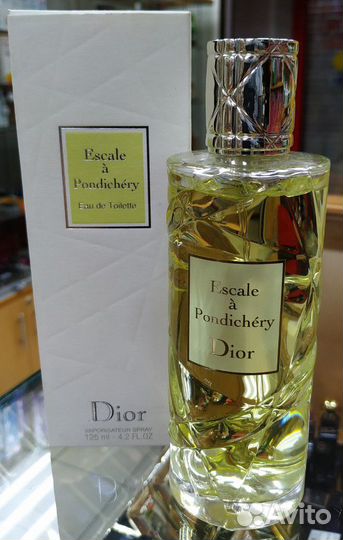 Escale
à
Pondichéry
Eau de Toilette
Dior
VAPORISATEUR SPRAY
125 ml - 4.2 FL.OZ
Escale
à
Pondichéry
Dior
Avito